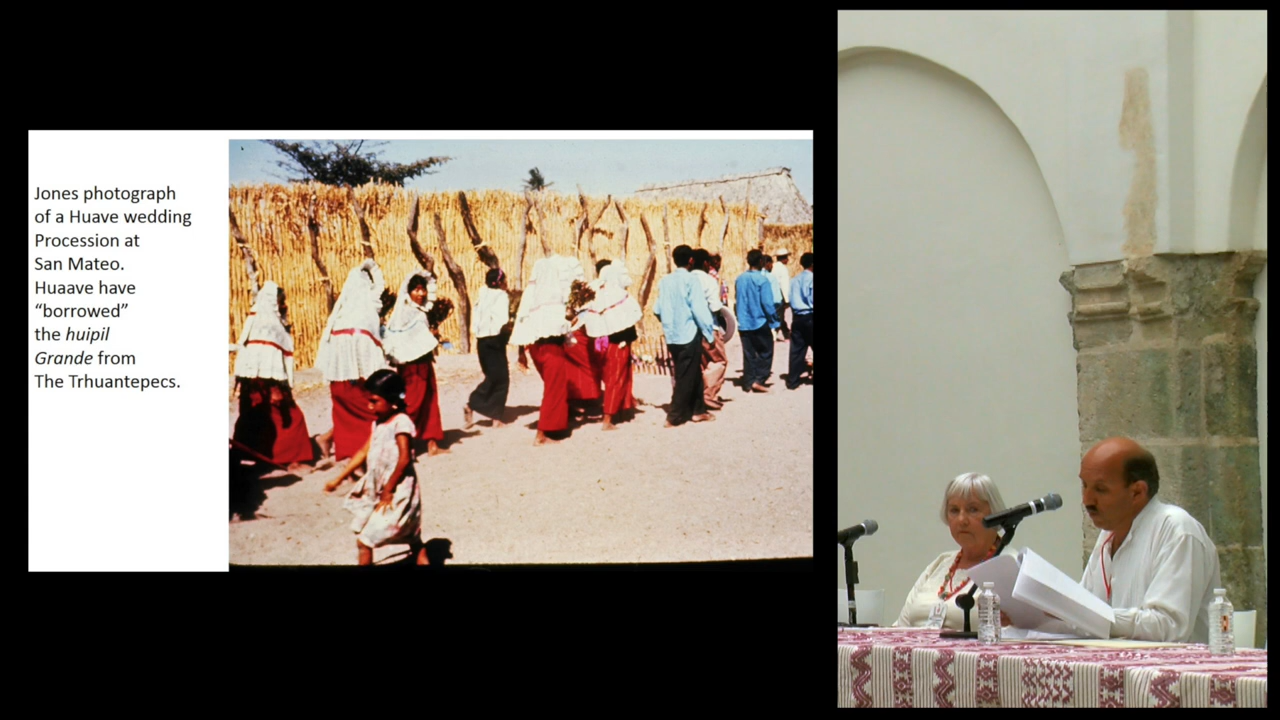 Jones photograph
of a Huave wedding
Procession at
San Mateo.
Huaave have
“borrowed”
the huipil
Grande from
The Trhuantepecs.